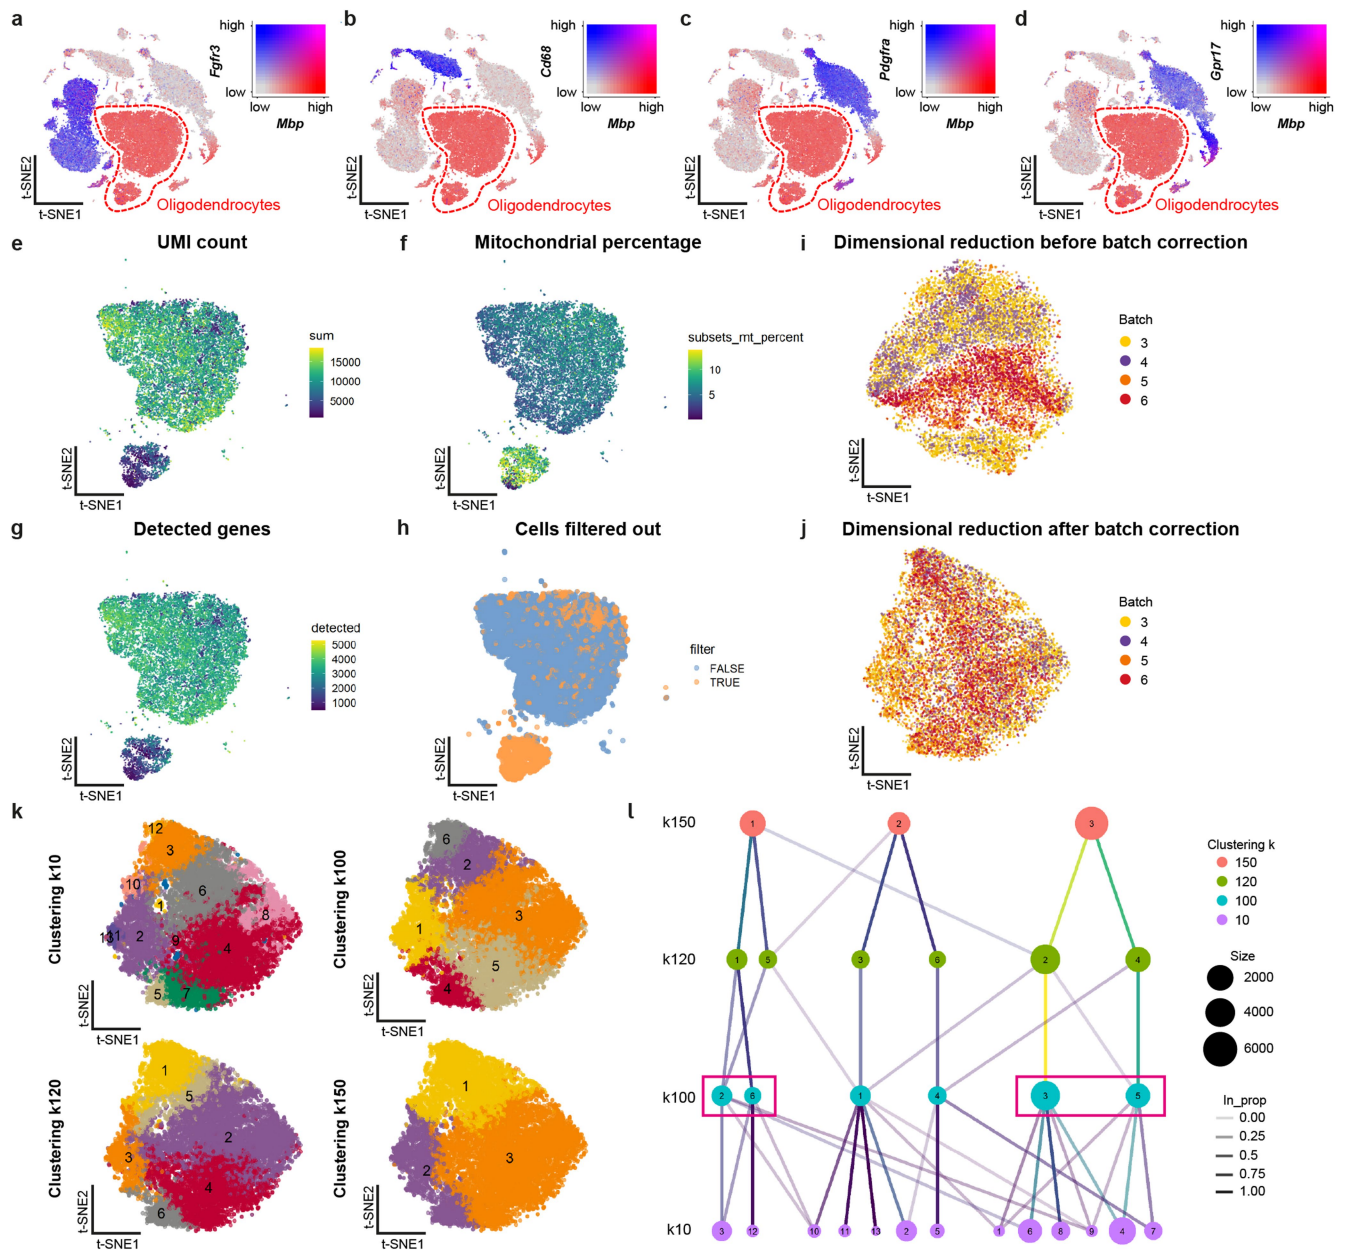 a
high
Fgfr3
low
low
high
Mbp
t-SNE2
t-SNE1
Oligodendrocytes
b
high
Cd68
low
low
high
Mbp
t-SNE2
t-SNE1
Oligodendrocytes
c
high
Pdgfra
low
low
high
Mbp
t-SNE2
t-SNE1
Oligodendrocytes
d
high
Gpr17
low
low
high
Mbp
t-SNE2
t-SNE1
Oligodendrocytes
e
UMI count
sum
15000
10000
5000
t-SNE2
t-SNE1
f
Mitochondrial percentage
subsets_mt_percent
10
5
t-SNE2
t-SNE1
i
Dimensional reduction before batch correction
Batch
3
4
5
6
t-SNE2
t-SNE1
g
Detected genes
detected
5000
4000
3000
2000
1000
t-SNE2
t-SNE1
h
Cells filtered out
filter
FALSE
TRUE
t-SNE2
t-SNE1
j
Dimensional reduction after batch correction
Batch
3
4
5
6
t-SNE2
t-SNE1
k
Clustering k10
12
3
10
6
1
8
2
9
4
5
7
t-SNE2
t-SNE1
Clustering k100
6
2
3
1
5
4
t-SNE2
t-SNE1
Clustering k120
1
5
2
3
4
6
t-SNE2
t-SNE1
Clustering k150
1
2
3
t-SNE2
t-SNE1
l
k150
1
2
3
k120
1
5
3
6
2
4
k100
2
6
1
4
3
5
k10
3
12
10
11
13
2
5
1
6
8
9
4
7
Clustering k
150
120
100
10
Size
2000
4000
6000
In_prop
0.00
0.25
0.5
0.75
1.00